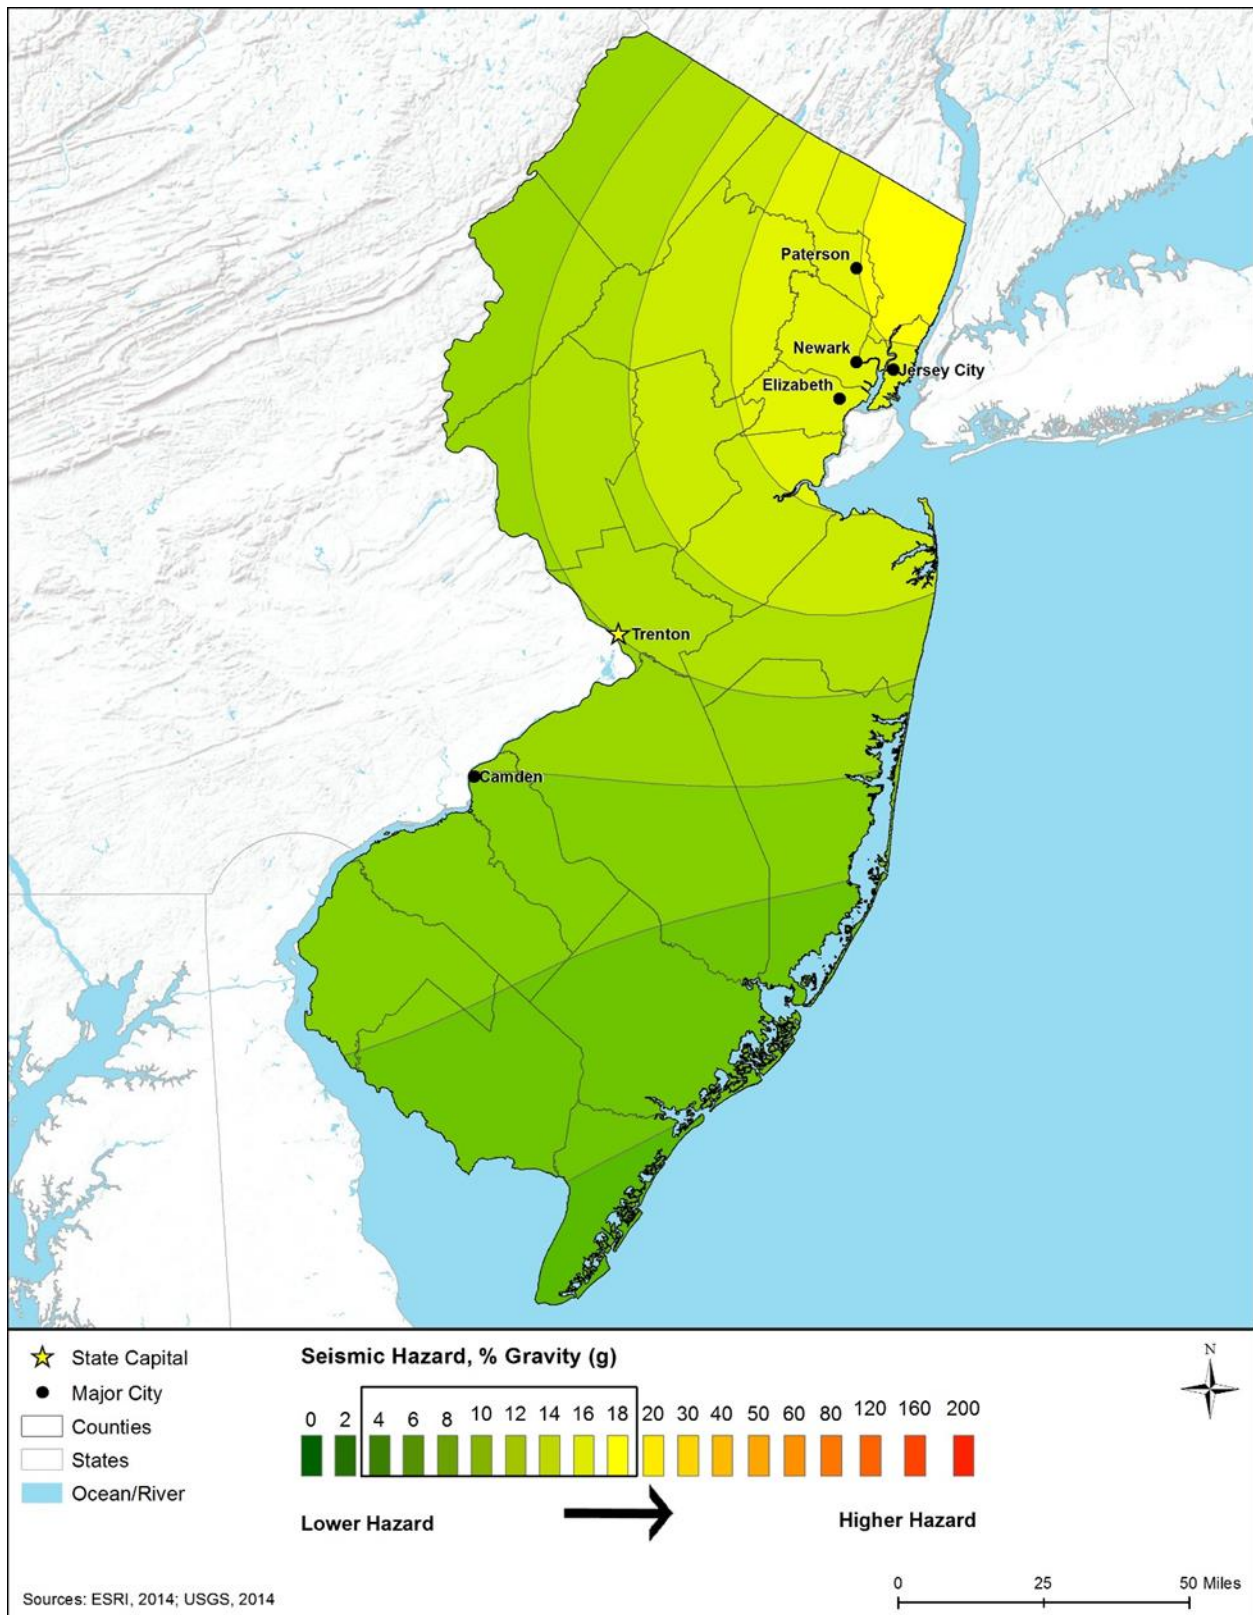 Paterson
Newark
Jersey City
Elizabeth
Trenton
Camden
State Capital
Major City
Counties
States
Ocean/River
Seismic Hazard, % Gravity (g)
0 2 4 6 8 10 12 14 16 18 20 30 40 50 60 80 120 160 200
Lower Hazard
Higher Hazard
N
Sources: ESRI, 2014; USGS, 2014
0 25 50 Miles